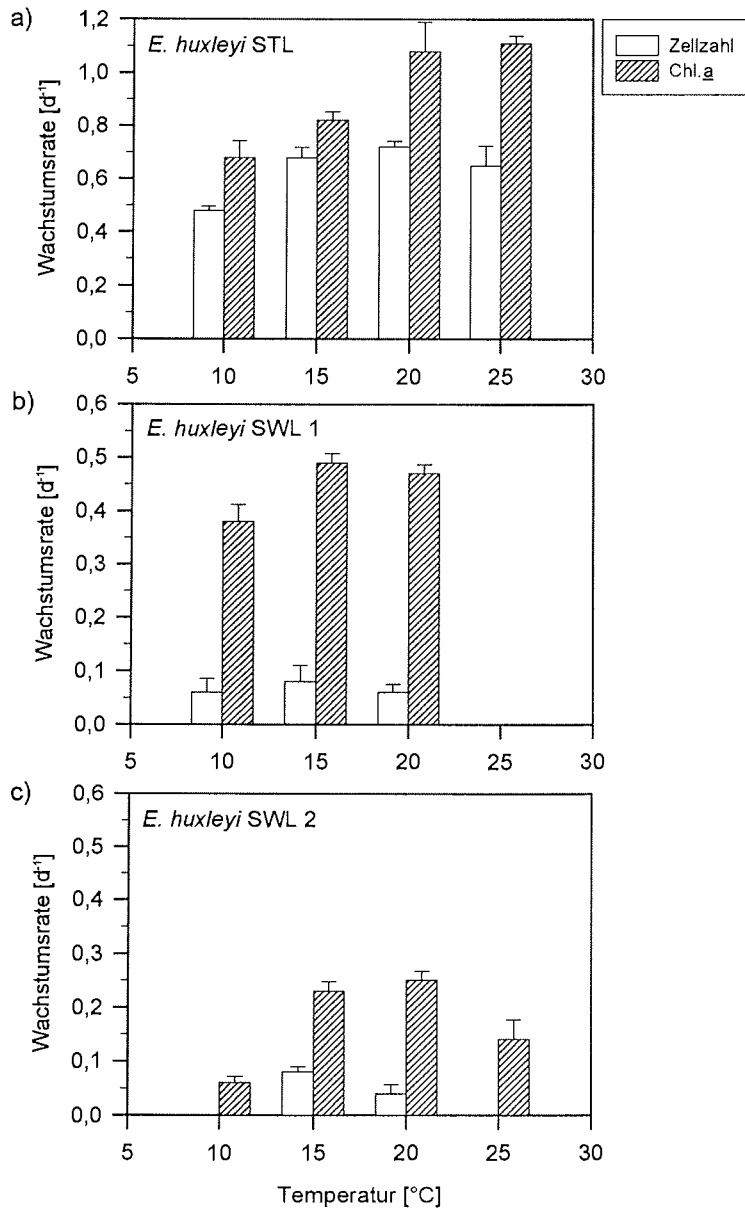 a)
E. huxleyi STL
Zellzahl
Chl.a
Wachstumsrate [d⁻¹]
1,2
1,0
0,8
0,6
0,4
0,2
0,0
5 10 15 20 25 30
b)
E. huxleyi SWL 1
Wachstumsrate [d⁻¹]
0,6
0,5
0,4
0,3
0,2
0,1
0,0
5 10 15 20 25 30
c)
E. huxleyi SWL 2
Wachstumsrate [d⁻¹]
0,6
0,5
0,4
0,3
0,2
0,1
0,0
5 10 15 20 25 30
Temperatur [°C]